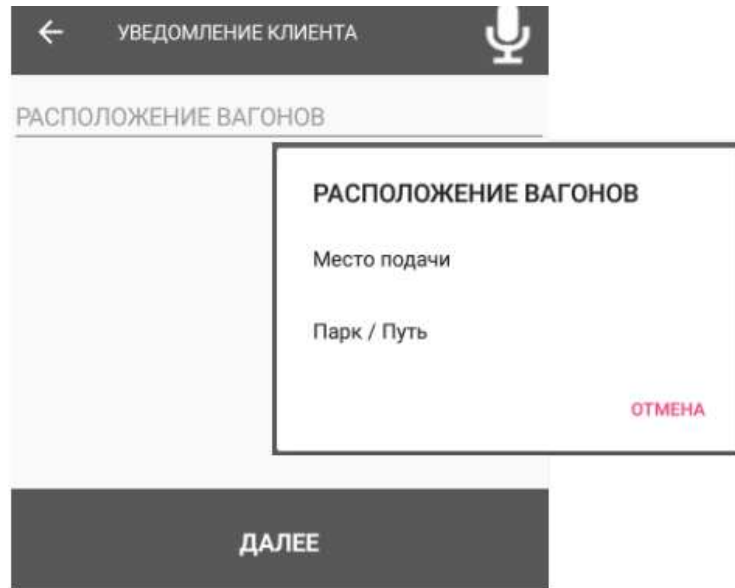 УВЕДОМЛЕНИЕ КЛИЕНТА
РАСПОЛОЖЕНИЕ ВАГОНОВ
РАСПОЛОЖЕНИЕ ВАГОНОВ
Место подачи
Парк / Путь
ОТМЕНА
ДАЛЕЕ